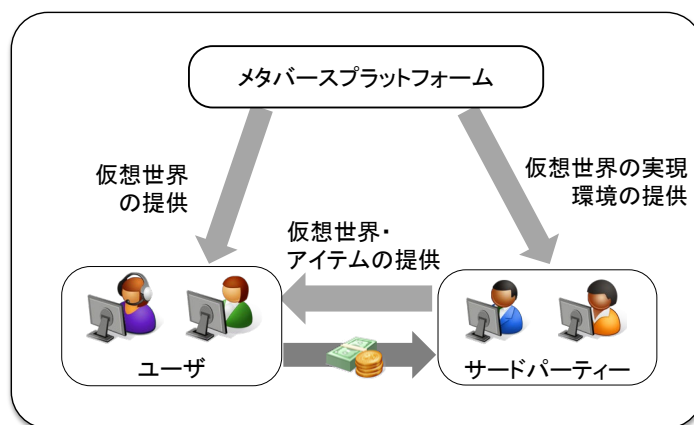 メタバースプラットフォーム
仮想世界
の提供
仮想世界の実現
環境の提供
仮想世界・
アイテムの提供
ユーザ
サードパーティー